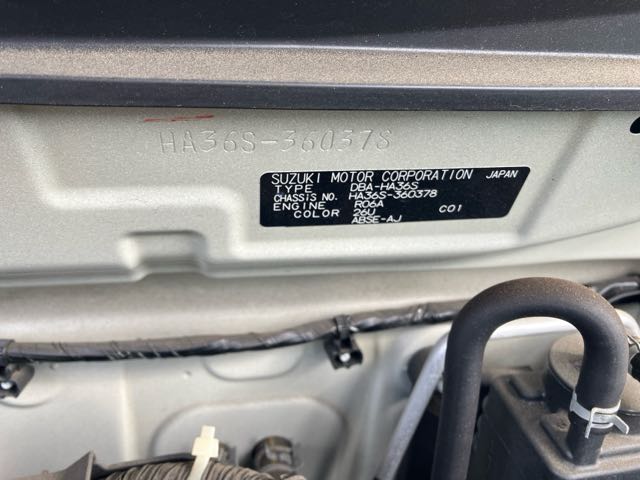 HA36S-360378
SUZUKI MOTOR CORPORATION JAPAN
TYPE DBA-HA36S
CHASSIS NO. HA36S-360378
ENGINE R06A
COLOR 26U C01
ABSE-AJ